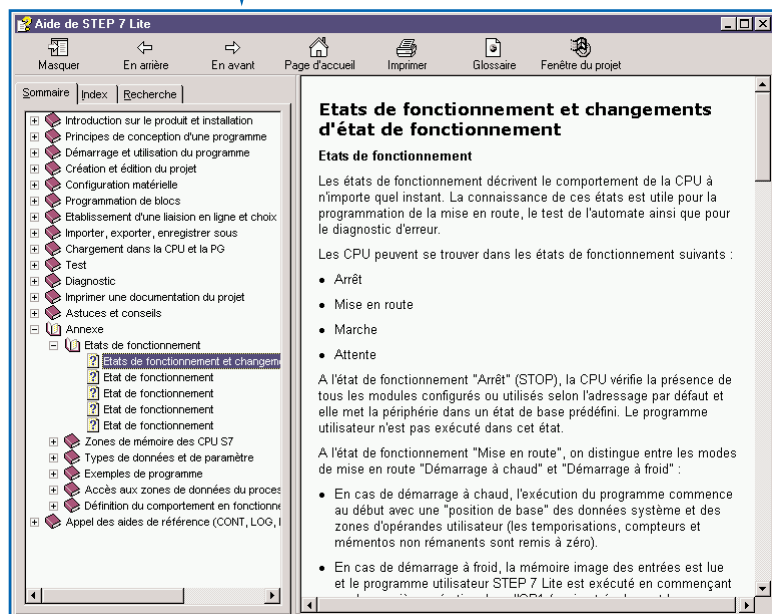 Aide de STEP 7 Lite
Masquer En arrière En avant Page d'accueil Imprimer Glossaire Fenêtre du projet
Sommaire Index Recherche
Introduction sur le produit et installation
Principes de conception d'une programme
Démarrage et utilisation du programme
Création et édition du projet
Configuration matérielle
Programmation de blocs
Etablissement d'une liaision en ligne et choix
Importer, exporter, enregistrer sous
Chargement dans la CPU et la PG
Test
Diagnostic
Imprimer une documentation du projet
Astuces et conseils
Annexe
Etats de fonctionnement
Etats de fonctionnement et changem
Etat de fonctionnement
Etat de fonctionnement
Etat de fonctionnement
Etat de fonctionnement
Zones de mémoire des CPU S7
Types de données et de paramètre
Exemples de programme
Accès aux zones de données du proces
Définition du comportement en fonctionne
Appel des aides de référence (CONT, LOG,
Etats de fonctionnement et changements
d'état de fonctionnement
Etats de fonctionnement
Les états de fonctionnement décrivent le comportement de la CPU à
n'importe quel instant. La connaissance de ces états est utile pour la
programmation de la mise en route, le test de l'automate ainsi que pour
le diagnostic d'erreur.
Les CPU peuvent se trouver dans les états de fonctionnement suivants :
• Arrêt
• Mise en route
• Marche
• Attente
A l'état de fonctionnement "Arrêt" (STOP), la CPU vérifie la présence de
tous les modules configurés ou utilisés selon l'adressage par défaut et
elle met la périphérie dans un état de base prédéfini. Le programme
utilisateur n'est pas exécuté dans cet état.
A l'état de fonctionnement "Mise en route", on distingue entre les modes
de mise en route "Démarrage à chaud" et "Démarrage à froid" :
• En cas de démarrage à chaud, l'exécution du programme commence
au début avec une "position de base" des données système et des
zones d'opérandes utilisateur (les temporisations, compteurs et
mémentos non rémanents sont remis à zéro).
• En cas de démarrage à froid, la mémoire image des entrées est lue
et le programme utilisateur STEP 7 Lite est exécuté en commençant